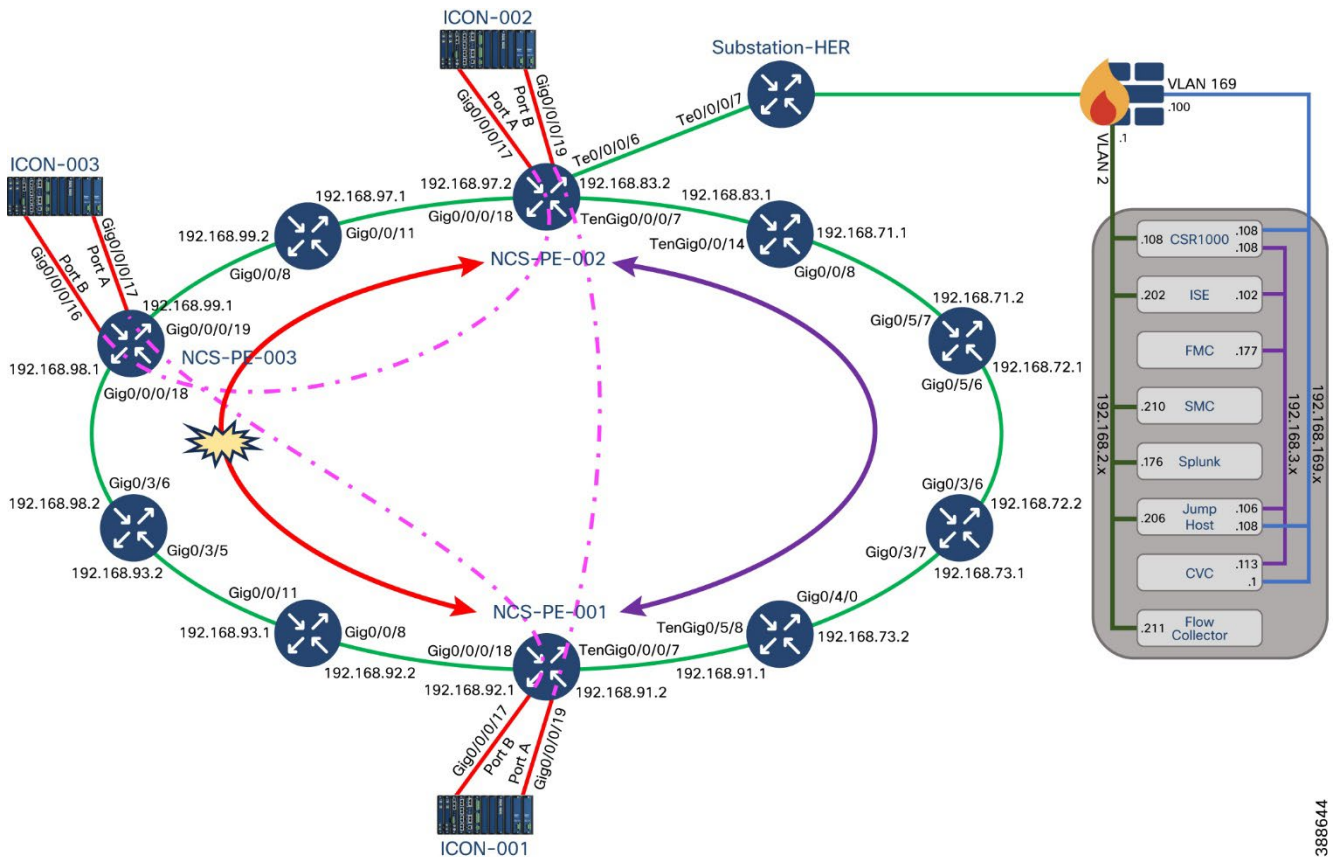 ICON-002
Substation-HER
Port A
Gig0/0/0/17
Port B
Gig0/0/0/19
Te0/0/0/7
Te0/0/0/6
VLAN 169
.100
VLAN 2
.1
ICON-003
Port B
Gig0/0/0/16
Port A
Gig0/0/0/17
192.168.97.1
192.168.97.2
192.168.83.2
192.168.83.1
Gig0/0/0/18
TenGig0/0/0/7
192.168.99.2
Gig0/0/11
TenGig0/0/14
192.168.71.1
Gig0/0/8
Gig0/0/8
NCS-PE-002
192.168.99.1
Gig0/0/0/19
NCS-PE-003
192.168.98.1
Gig0/0/0/18
192.168.71.2
Gig0/5/7
192.168.72.1
Gig0/5/6
Gig0/3/6
192.168.98.2
Gig0/3/5
192.168.93.2
Gig0/3/6
192.168.72.2
Gig0/3/7
192.168.73.1
Gig0/0/11
192.168.93.1
Gig0/0/8
192.168.92.2
NCS-PE-001
Gig0/0/0/18
TenGig0/0/0/7
192.168.92.1
192.168.91.2
Gig0/4/0
TenGig0/5/8
192.168.73.2
192.168.91.1
Gig0/0/0/17
Port B
Port A
Gig0/0/0/19
ICON-001
.108 CSR1000 .108
.108
.202 ISE .102
FMC .177
.210 SMC
.176 Splunk
.206 Jump Host .106
.108
CVC .113
.1
.211 Flow Collector
192.168.2.x
192.168.3.x
192.168.169.x
388644